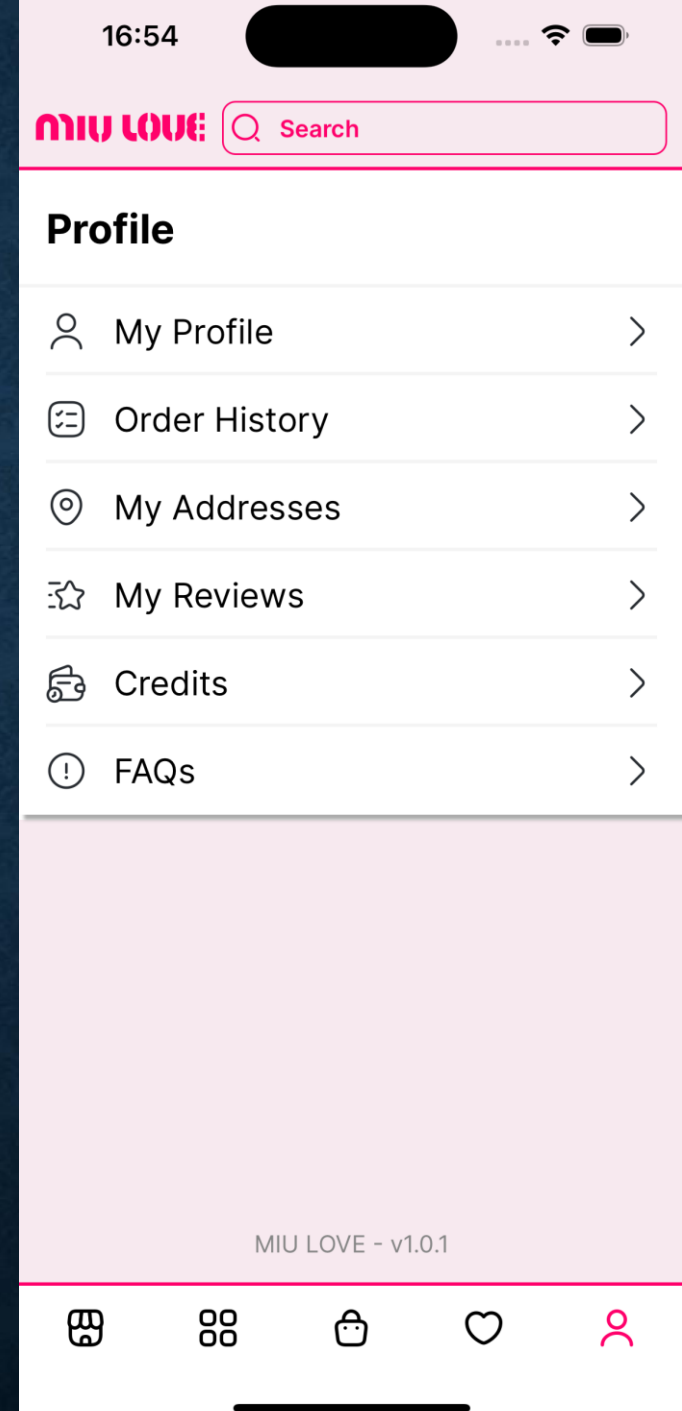 16:54
MIU LOVE
Search
Profile
My Profile
Order History
My Addresses
My Reviews
Credits
FAQs
MIU LOVE - v1.0.1